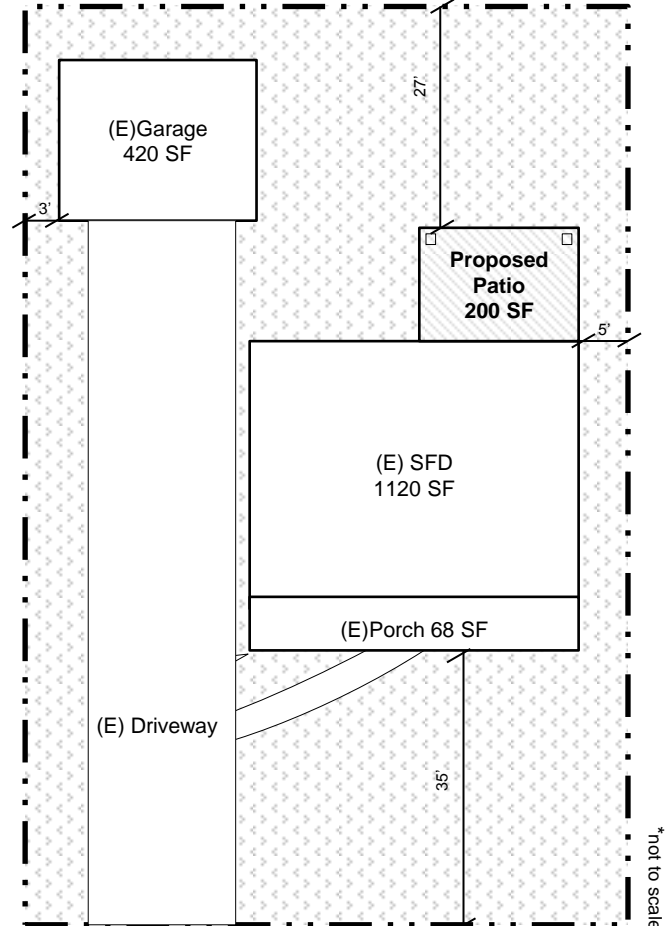 27'
(E)Garage
420 SF
3'
Proposed
Patio
200 SF
5'
(E) SFD
1120 SF
(E)Porch 68 SF
(E) Driveway
35'
*not to scale